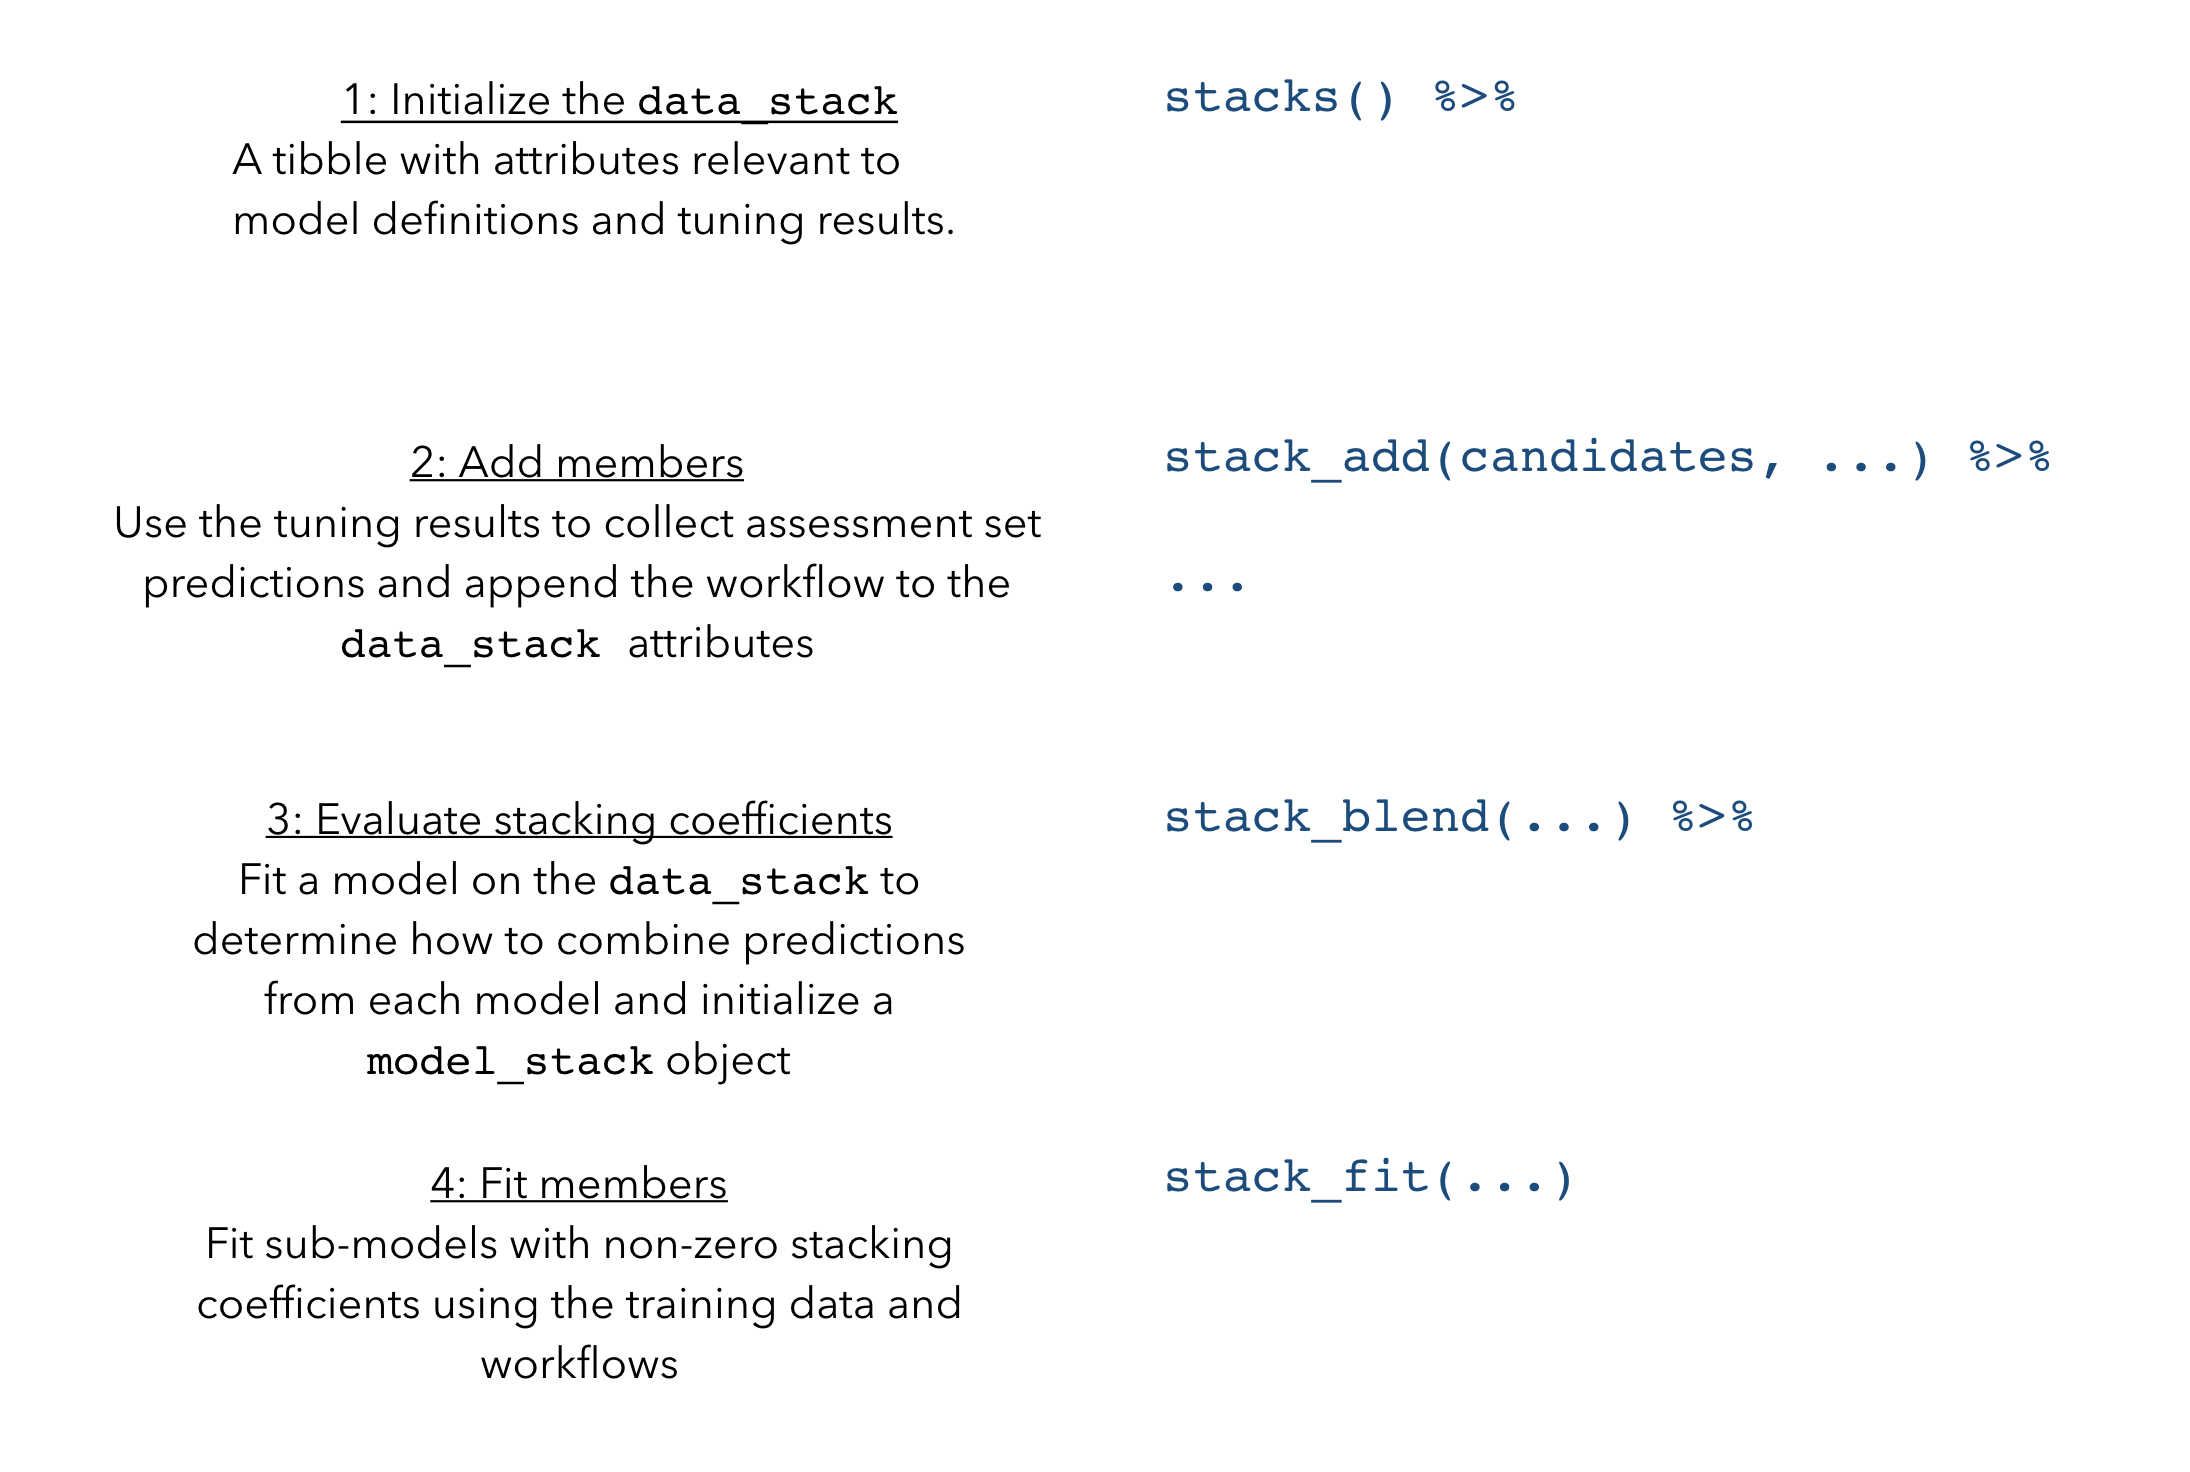 1: Initialize the data_stack
A tibble with attributes relevant to
model definitions and tuning results.
stacks() %>%
2: Add members
Use the tuning results to collect assessment set
predictions and append the workflow to the
data_stack attributes
stack_add(candidates, ...) %>%
...
3: Evaluate stacking coefficients
Fit a model on the data_stack to
determine how to combine predictions
from each model and initialize a
model_stack object
stack_blend(...) %>%
4: Fit members
Fit sub-models with non-zero stacking
coefficients using the training data and
workflows
stack_fit(...)